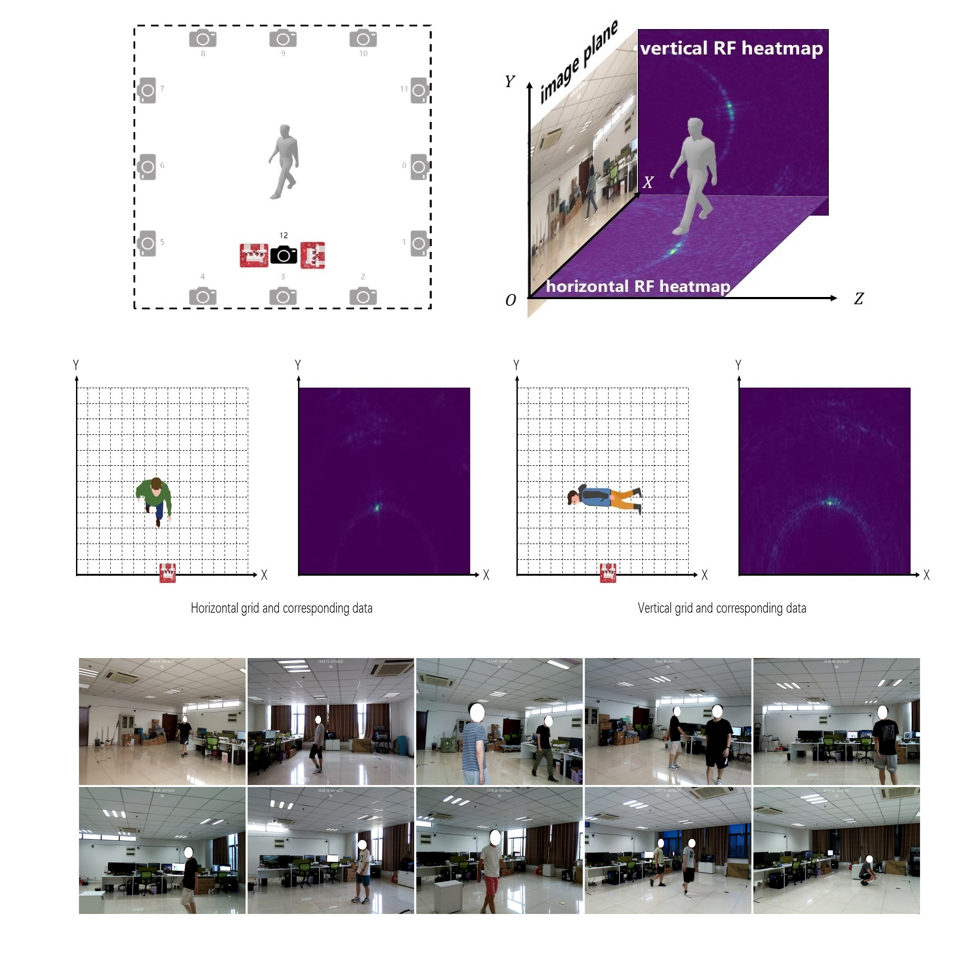 8
9
10
7
11
6
0
5
1
12
4
3
2
image plane
vertical RF heatmap
Y
X
horizontal RF heatmap
O
Z
Y
Y
Y
Y
X
X
X
X
Horizontal grid and corresponding data
Vertical grid and corresponding data